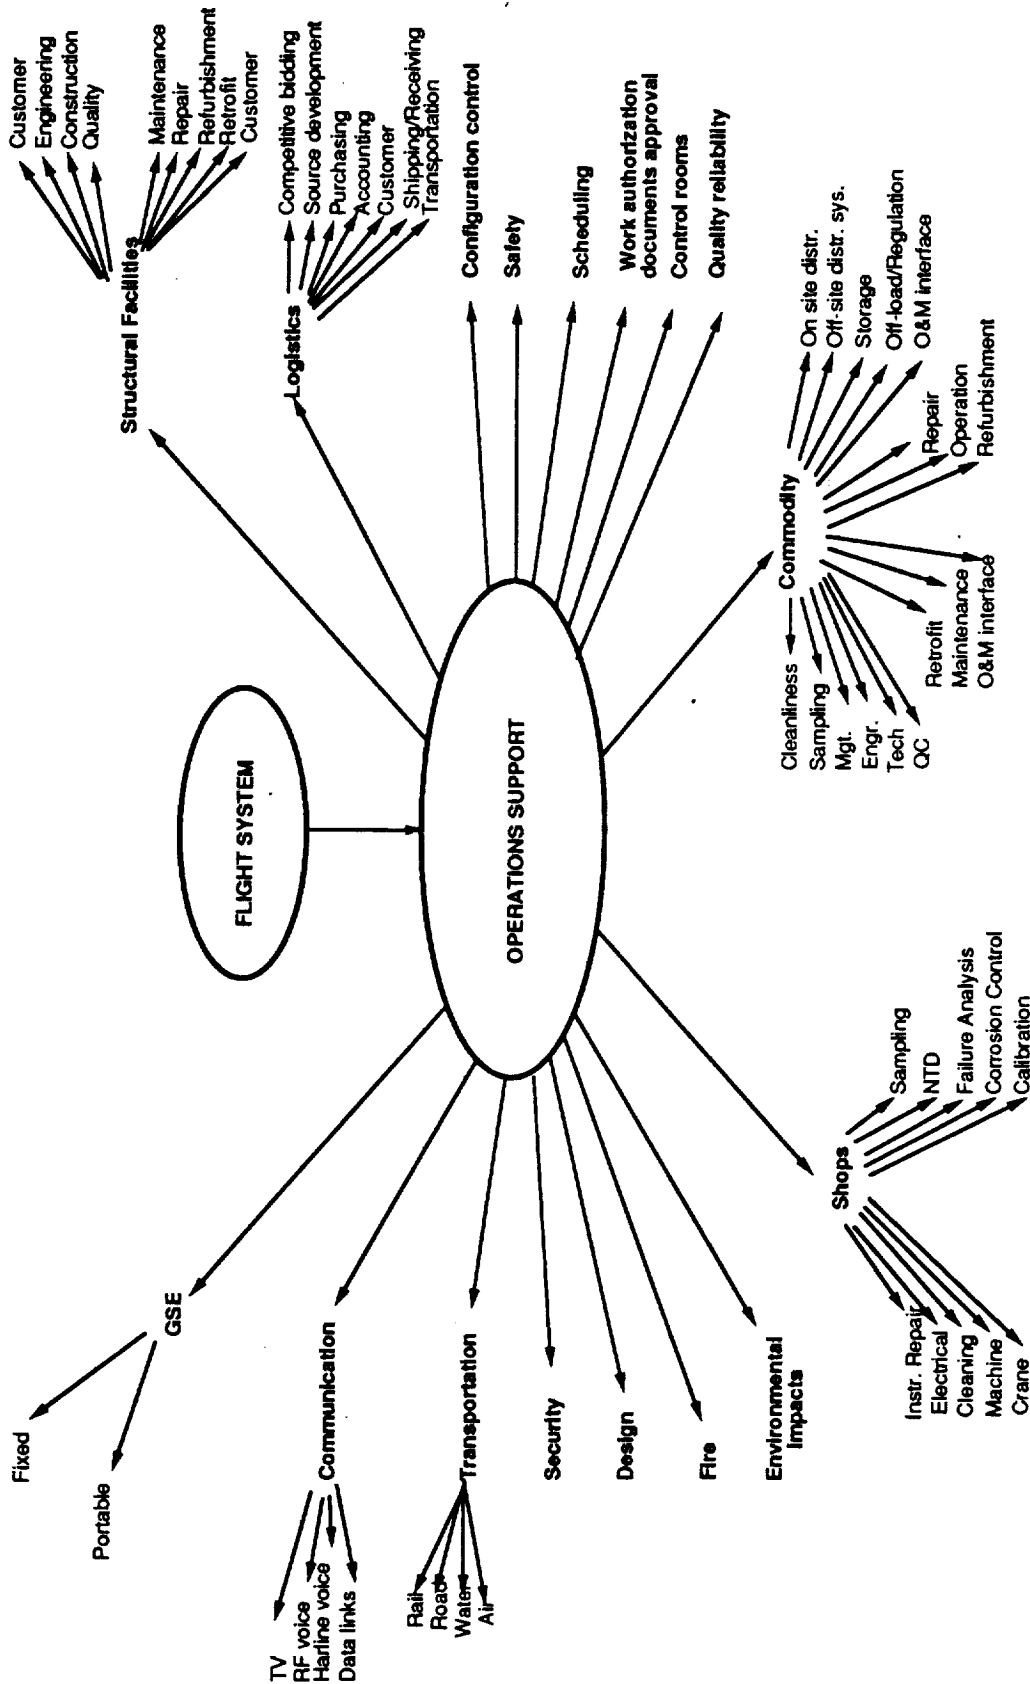 FLIGHT SYSTEM
OPERATIONS SUPPORT
GSE
Fixed
Portable
Communication
TV
RF voice
Harline voice
Data links
Transportation
Rail
Road
Water
Air
Security
Design
Fire
Environmental
Impacts
Shops
Instr. Repair
Electrical
Cleaning
Machine
Crane
Sampling
NTD
Failure Analysis
Corrosion Control
Calibration
Structural Facilities
Customer
Engineering
Construction
Quality
Maintenance
Repair
Refurbishment
Retrofit
Customer
Logistics
Competitive bidding
Source development
Purchasing
Accounting
Customer
Shipping/Receiving
Transportation
Configuration control
Safety
Scheduling
Work authorization
documents approval
Control rooms
Quality reliability
Commodity
Cleanliness
Sampling
Mgt.
Engr.
Tech
QC
Retrofit
Maintenance
O&M interface
On site distr.
Off-site distr. sys.
Storage
Off-load/Regulation
O&M interface
Repair
Operation
Refurbishment